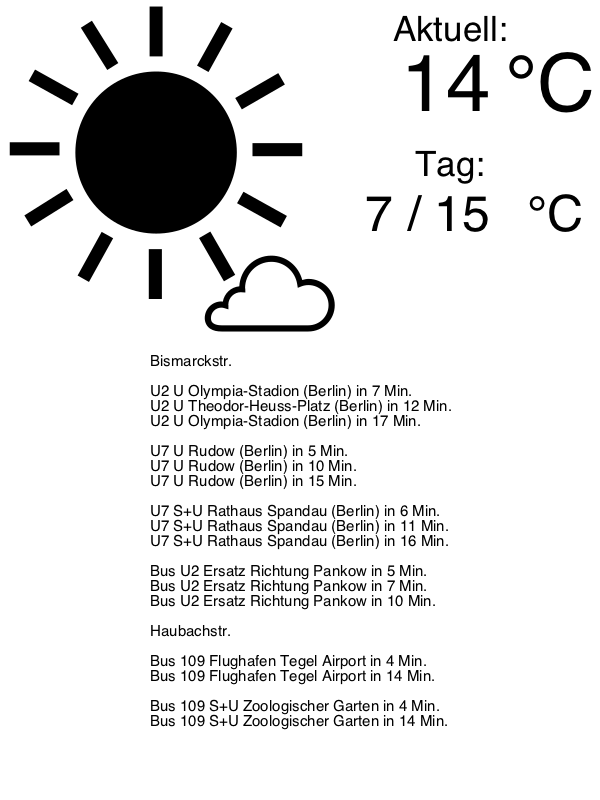 Aktuell:
14 °C
Tag:
7 / 15 °C
Bismarckstr.
U2 U Olympia-Stadion (Berlin) in 7 Min.
U2 U Theodor-Heuss-Platz (Berlin) in 12 Min.
U2 U Olympia-Stadion (Berlin) in 17 Min.
U7 U Rudow (Berlin) in 5 Min.
U7 U Rudow (Berlin) in 10 Min.
U7 U Rudow (Berlin) in 15 Min.
U7 S+U Rathaus Spandau (Berlin) in 6 Min.
U7 S+U Rathaus Spandau (Berlin) in 11 Min.
U7 S+U Rathaus Spandau (Berlin) in 16 Min.
Bus U2 Ersatz Richtung Pankow in 5 Min.
Bus U2 Ersatz Richtung Pankow in 7 Min.
Bus U2 Ersatz Richtung Pankow in 10 Min.
Haubachstr.
Bus 109 Flughafen Tegel Airport in 4 Min.
Bus 109 Flughafen Tegel Airport in 14 Min.
Bus 109 S+U Zoologischer Garten in 4 Min.
Bus 109 S+U Zoologischer Garten in 14 Min.